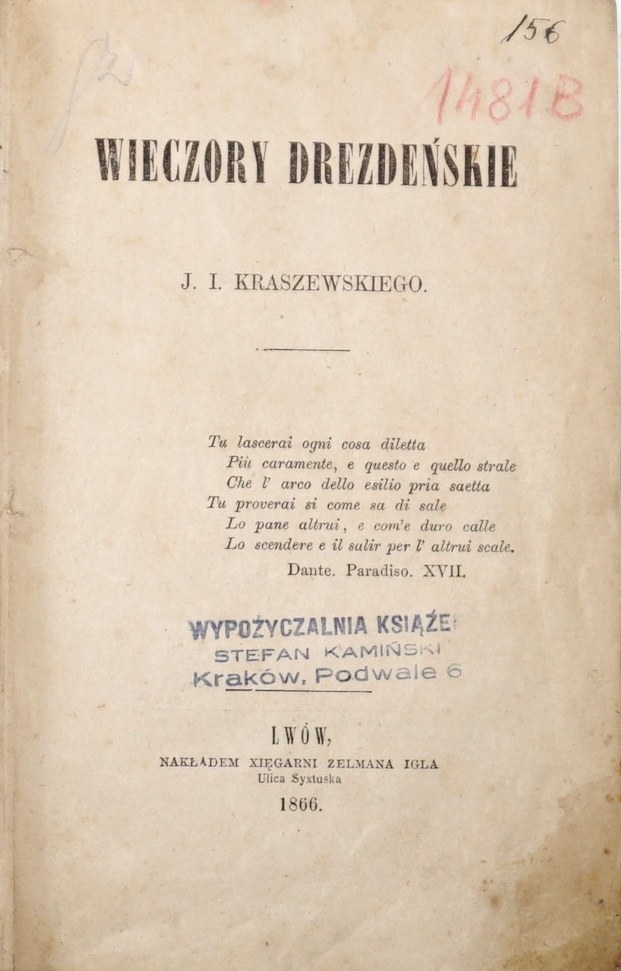 156
1481B
WIECZORY DREZDEŃSKIE
J. I. KRASZEWSKIEGO.
Tu lascerai ogni cosa diletta
Più caramente, e questo e quello strale
Che l' arco dello esilio pria saetta
Tu proverai si come sa di sale
Lo pane altrui, e com'e duro calle
Lo scendere e il salir per l' altrui scale.
Dante. Paradiso. XVII.
WYPOŻYCZALNIA KSIĄŻE
STEFAN KAMIŃSKI
Kraków, Podwale 6
LWÓW,
NAKŁADEM XIĘGARNI ZELMANA IGLA
Ulica Syxtuska
1866.